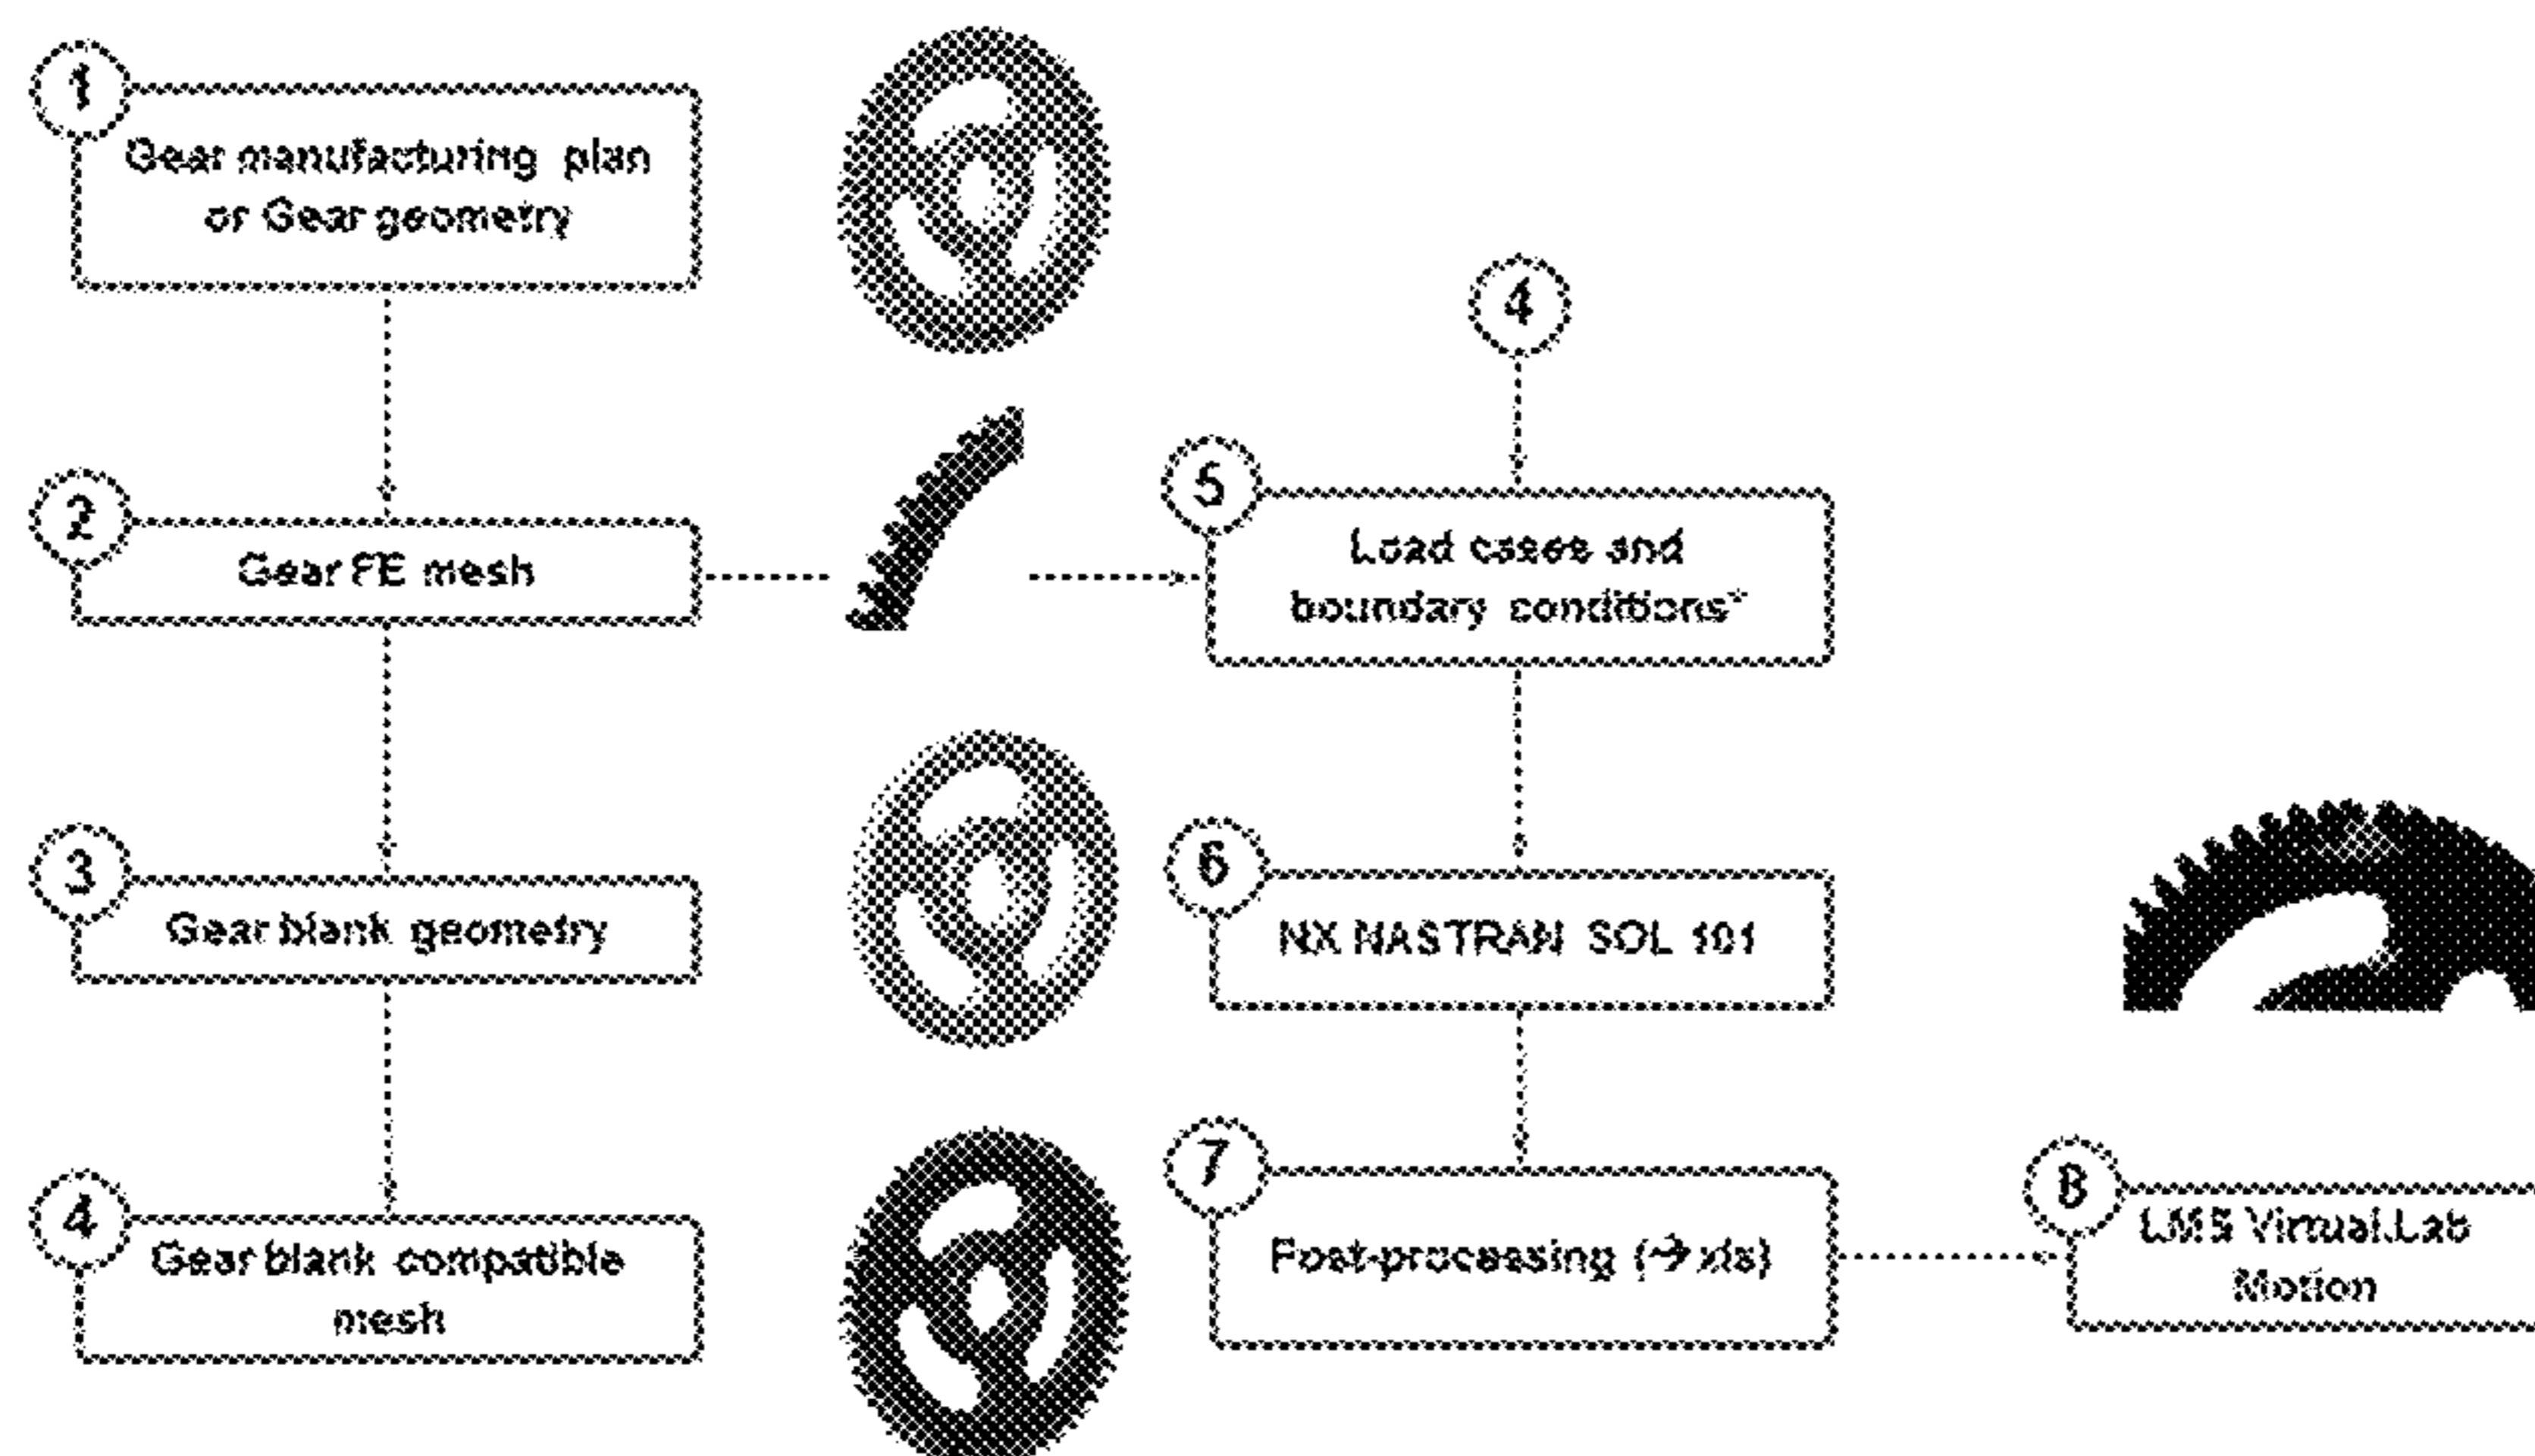 1
Gear manufacturing plan
or Gear geometry
2
Gear FE mesh
3
Gear blank geometry
4
Gear blank compatible
mesh
4
5
Load cases and
boundary conditions*
6
NX NASTRAN SOL 101
7
Post-processing (→xls)
8
LMS Virtual.Lab
Motion